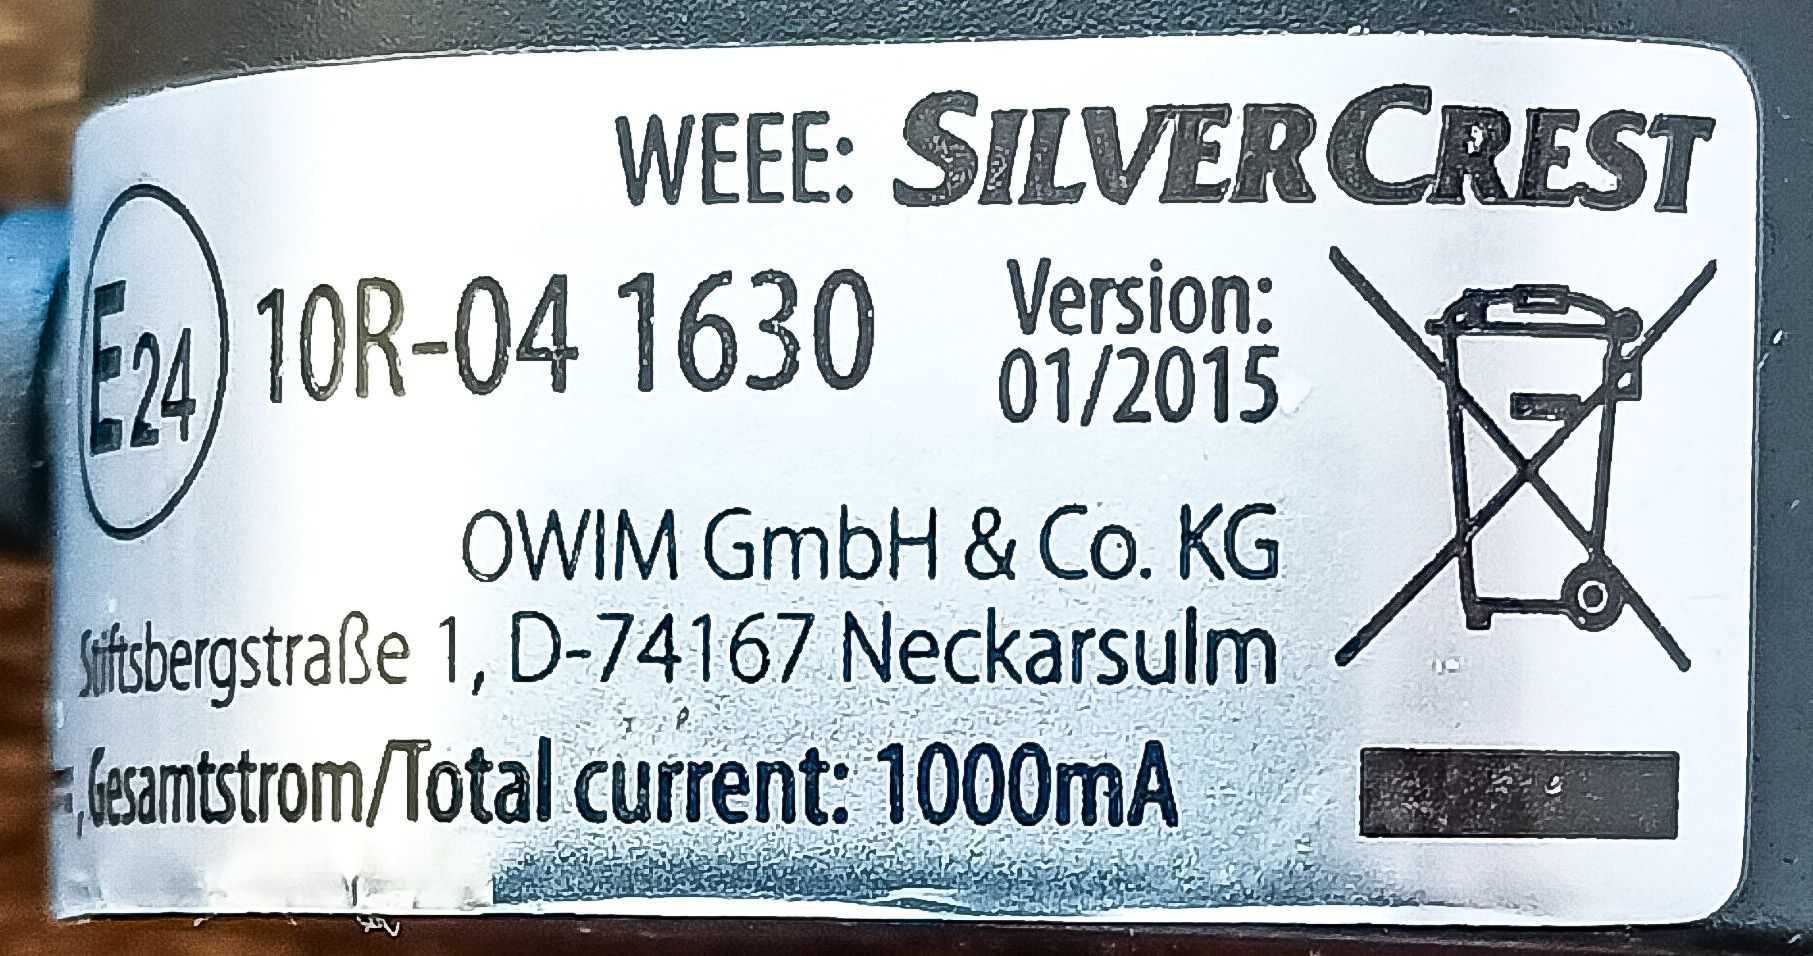 WEEE: SILVERCREST
E24 10R-04 1630
Version:
01/2015
OWIM GmbH & Co. KG
Stiftsbergstraße 1, D-74167 Neckarsulm
, Gesamtstrom/Total current: 1000mA